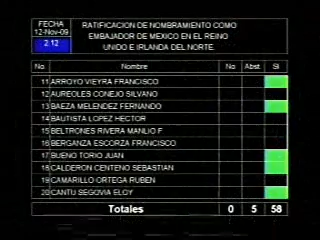 FECHA
12-Nov-09
2:12
RATIFICACION DE NOMBRAMIENTO COMO
EMBAJADOR DE MEXICO EN EL REINO
UNIDO E IRLANDA DEL NORTE.
No. Nombre No Abst. Si
11 ARROYO VIEYRA FRANCISCO
12 AUREOLES CONEJO SILVANO
13 BAEZA MELENDEZ FERNANDO
14 BAUTISTA LOPEZ HECTOR
15 BELTRONES RIVERA MANLIO F.
16 BERGANZA ESCORZA FRANCISCO
17 BUENO TORIO JUAN
18 CALDERON CENTENO SEBASTIAN
19 CAMARILLO ORTEGA RUBEN
20 CANTU SEGOVIA ELOY
Totales 0 5 58